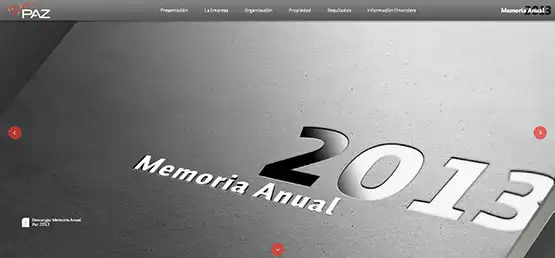 PAZ
Presentación La Empresa Organización Propiedad Resultados Información Financiera
Memoria Anual 2013
2013
Memoria Anual
Descargar Memoria Anual
Paz 2013